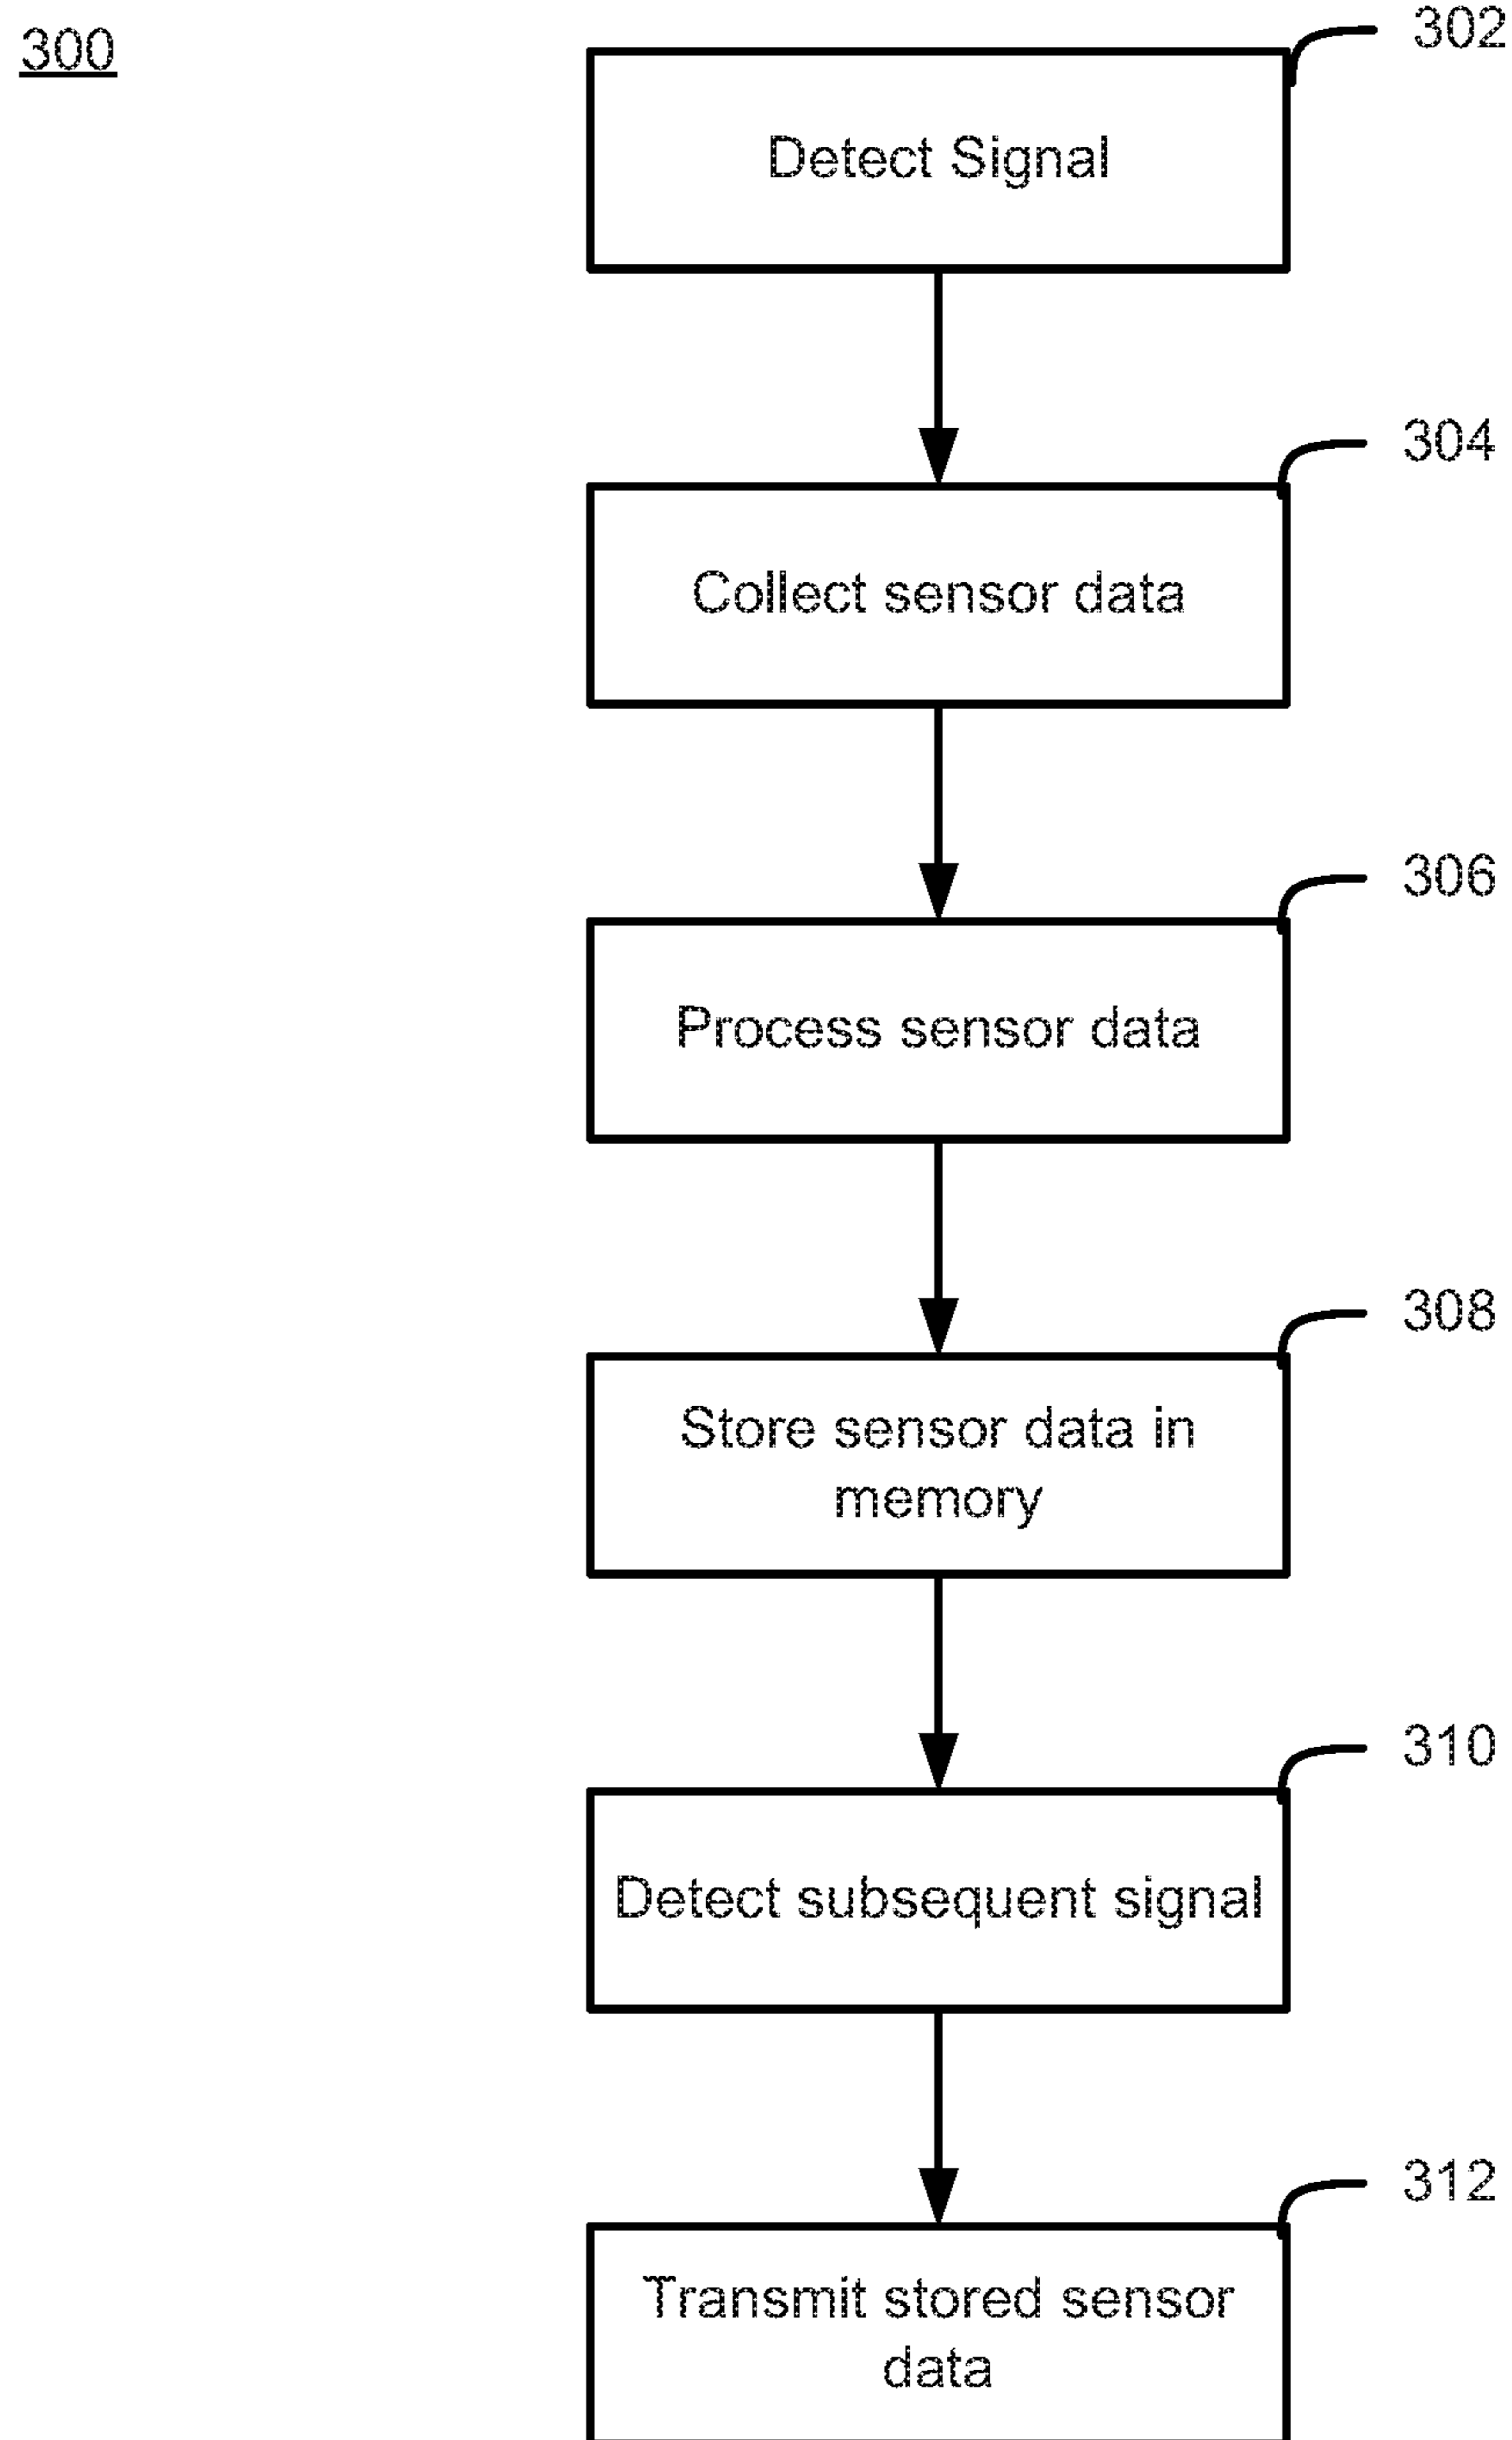 300
302
Detect Signal
304
Collect sensor data
306
Process sensor data
308
Store sensor data in
memory
310
Detect subsequent signal
312
Transmit stored sensor
data